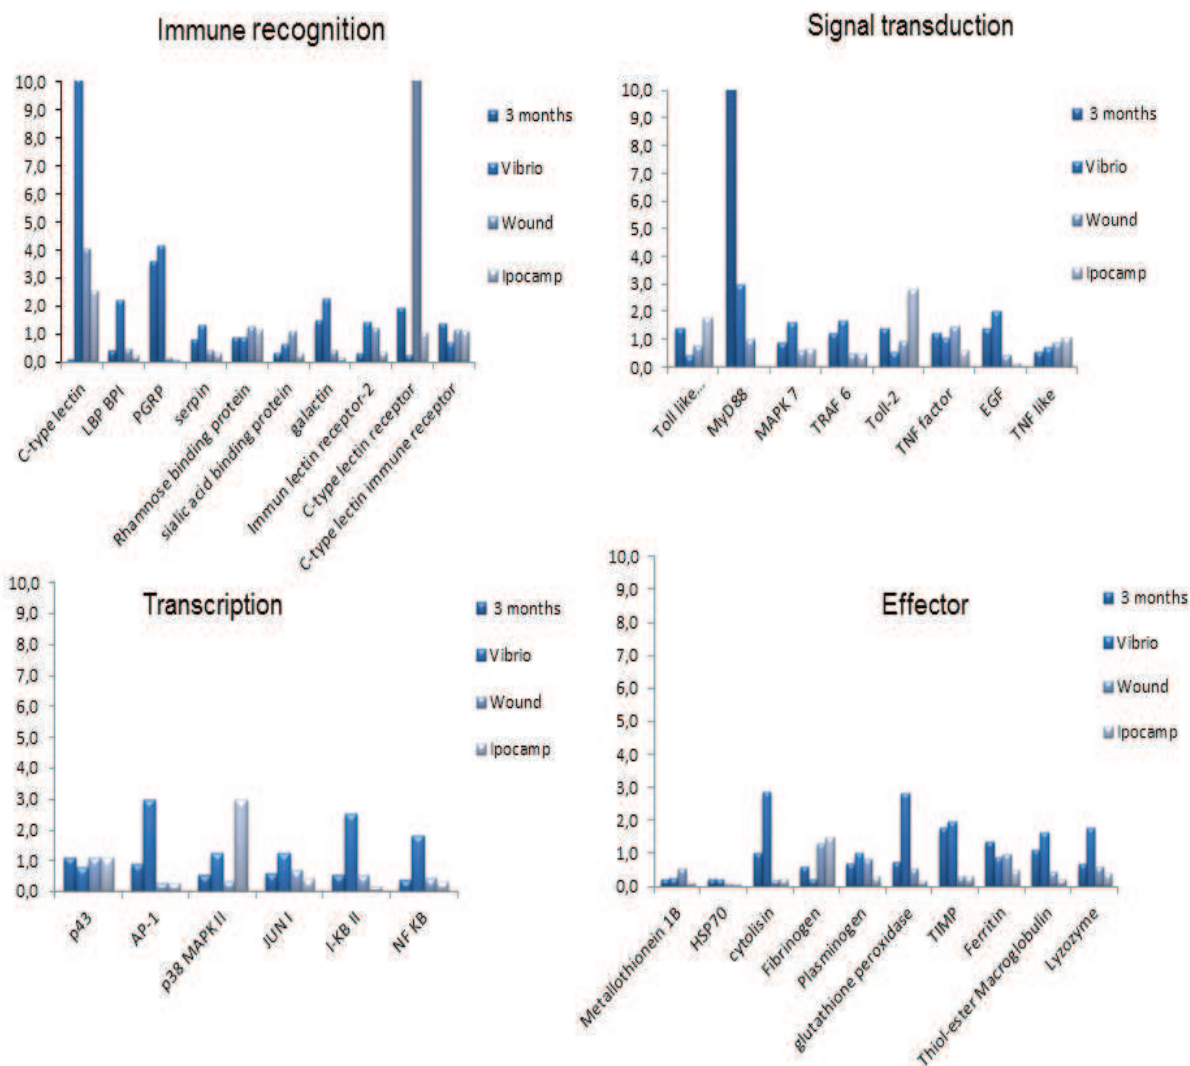 Immune recognition
10,0
9,0
8,0
7,0
6,0
5,0
4,0
3,0
2,0
1,0
0,0
C-type lectin
LBP BPI
PGRP
serpin
Rhamnose binding protein
sialic acid binding protein
galactin
Immun lectin receptor-2
C-type lectin receptor
C-type lectin immune receptor
3 months
Vibrio
Wound
Ipocamp
Signal transduction
10,0
9,0
8,0
7,0
6,0
5,0
4,0
3,0
2,0
1,0
0,0
Toll like...
MyD88
MAPK 7
TRAF 6
Toll-2
TNF factor
EGF
TNF like
3 months
Vibrio
Wound
Ipocamp
Transcription
10,0
9,0
8,0
7,0
6,0
5,0
4,0
3,0
2,0
1,0
0,0
p43
AP-1
p38 MAPK II
JUN I
I-KB II
NF KB
3 months
Vibrio
Wound
Ipocamp
Effector
10,0
9,0
8,0
7,0
6,0
5,0
4,0
3,0
2,0
1,0
0,0
Metallothionein 1B
HSP70
cytolisin
Fibrinogen
Plasminogen
glutathione peroxidase
TIMP
Ferritin
Thiol-ester Macroglobulin
Lyzozyme
3 months
Vibrio
Wound
Ipocamp